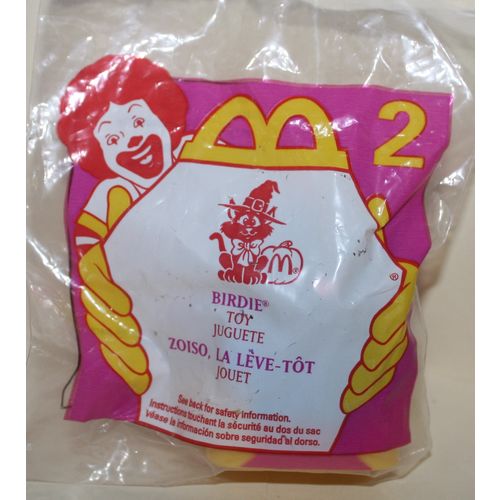 2
BIRDIE®
TOY
JUGUETE
ZOISO, LA LÈVE-TÔT
JOUET
See back for safety information.
Instructions touchant la sécurité au dos du sac
Véase la información sobre seguridad al dorso.
®